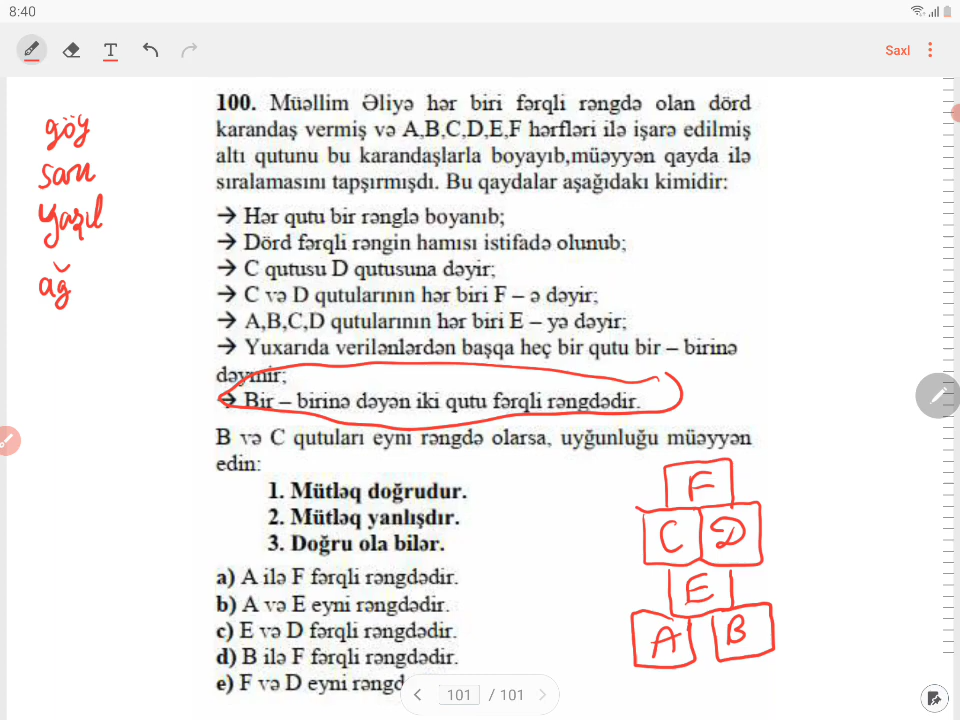 8:40
T
Saxl
göy
sarı
yaşıl
ağ
100. Müəllim Əliyə hər biri fərqli rəngdə olan dörd
karandaş vermiş və A,B,C,D,E,F hərfləri ilə işarə edilmiş
altı qutunu bu karandaşlarla boyayıb,müəyyən qayda ilə
sıralamasını tapşırmışdı. Bu qaydalar aşağıdakı kimidir:
→ Hər qutu bir rənglə boyanıb;
→ Dörd fərqli rəngin hamısı istifadə olunub;
→ C qutusu D qutusuna dəyir;
→ C və D qutularının hər biri F – ə dəyir;
→ A,B,C,D qutularının hər biri E – yə dəyir;
→ Yuxarıda verilənlərdən başqa heç bir qutu bir – birinə
dəymir;
→ Bir – birinə dəyən iki qutu fərqli rəngdədir.
B və C qutuları eyni rəngdə olarsa, uyğunluğu müəyyən
edin:
1. Mütləq doğrudur.
2. Mütləq yanlışdır.
3. Doğru ola bilər.
a) A ilə F fərqli rəngdədir.
b) A və E eyni rəngdədir.
c) E və D fərqli rəngdədir.
d) B ilə F fərqli rəngdədir.
e) F və D eyni rəngd
F
C D
E
A B
101 / 101